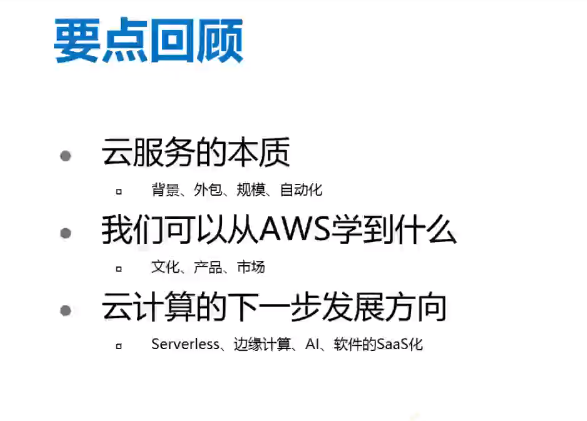 要点回顾
云服务的本质
背景、外包、规模、自动化
我们可以从AWS学到什么
文化、产品、市场
云计算的下一步发展方向
Serverless、边缘计算、AI、软件的SaaS化